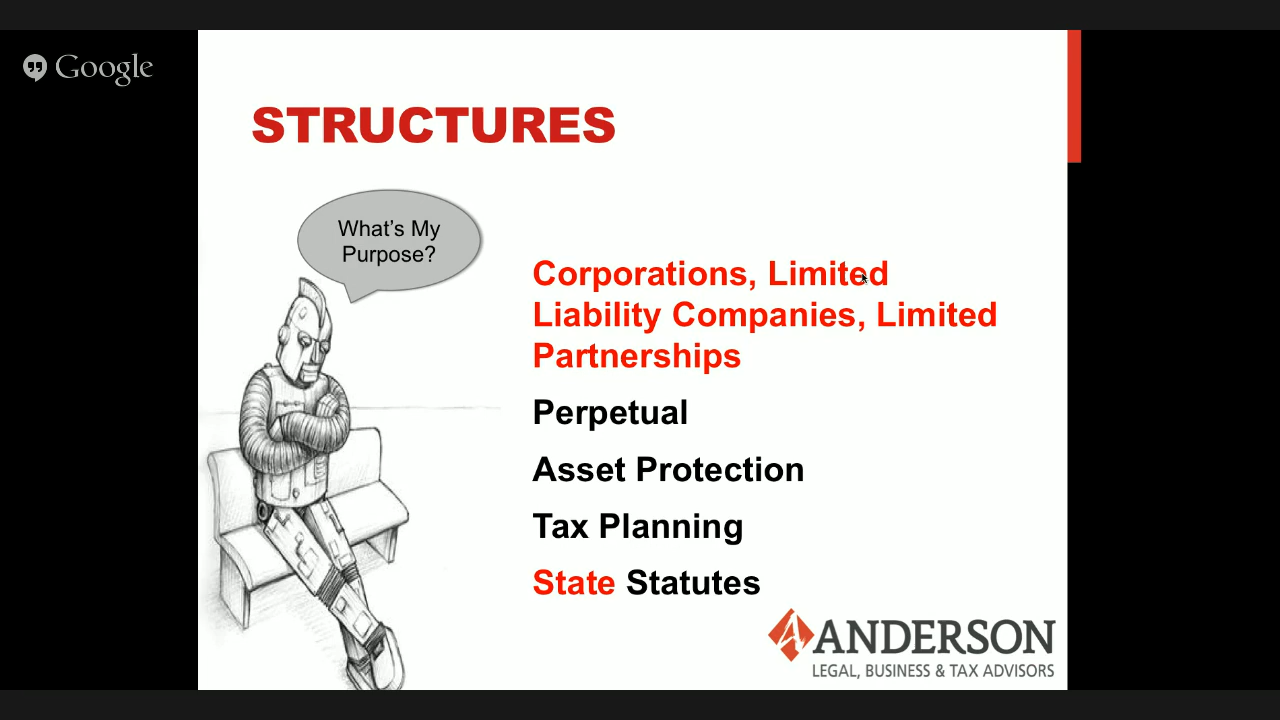 Google
STRUCTURES
What's My
Purpose?
Corporations, Limited
Liability Companies, Limited
Partnerships
Perpetual
Asset Protection
Tax Planning
State Statutes
ANDERSON
LEGAL, BUSINESS & TAX ADVISORS